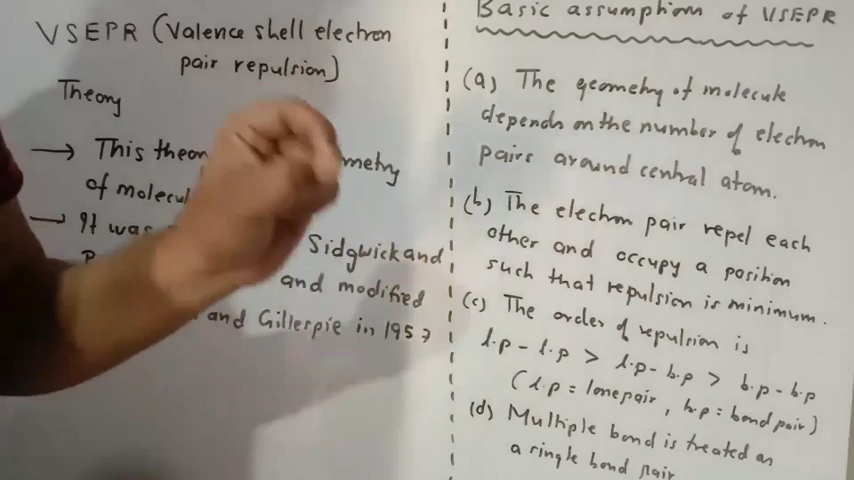 VSEPR (Valence shell electron
pair repulsion)
Theory
→ This theor
metry
of molecul
→ It was
Sidgwick and
and modified
and Gillespie in 1957
Basic assumption of VSEPR
(a) The geometry of molecule
depends on the number of electron
pairs around central atom.
(b) The electron pair repel each
other and occupy a position
such that repulsion is minimum.
(c) The order of repulsion is
l.p - l.p > l.p - b.p > b.p - b.p
(l.p = lone pair, b.p = bond pair)
(d) Multiple bond is treated as
a single bond pair